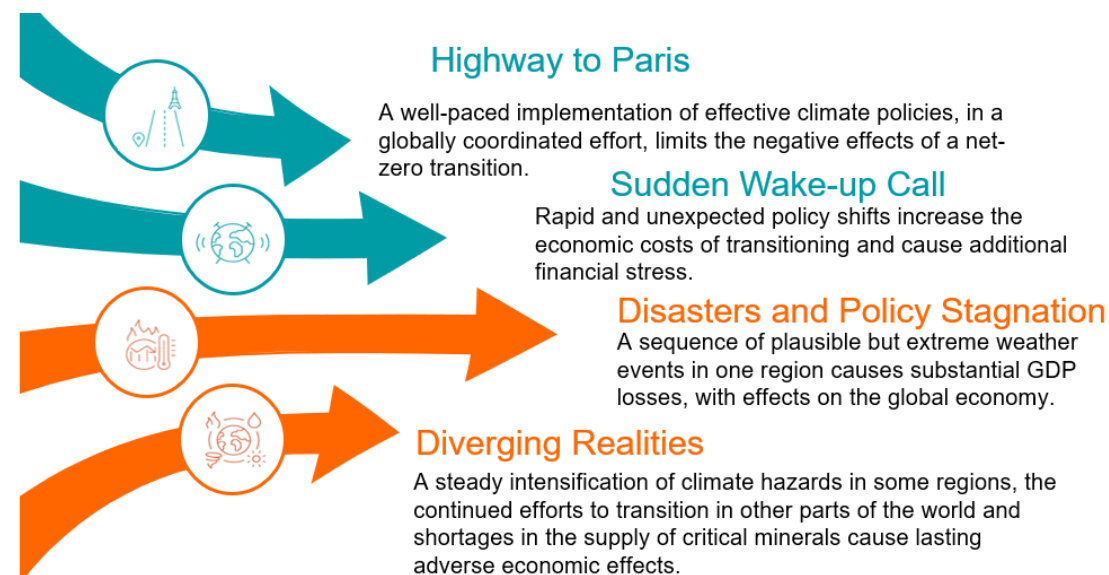 Highway to Paris
A well-paced implementation of effective climate policies, in a
globally coordinated effort, limits the negative effects of a net-
zero transition.
Sudden Wake-up Call
Rapid and unexpected policy shifts increase the
economic costs of transitioning and cause additional
financial stress.
Disasters and Policy Stagnation
A sequence of plausible but extreme weather
events in one region causes substantial GDP
losses, with effects on the global economy.
Diverging Realities
A steady intensification of climate hazards in some regions, the
continued efforts to transition in other parts of the world and
shortages in the supply of critical minerals cause lasting
adverse economic effects.